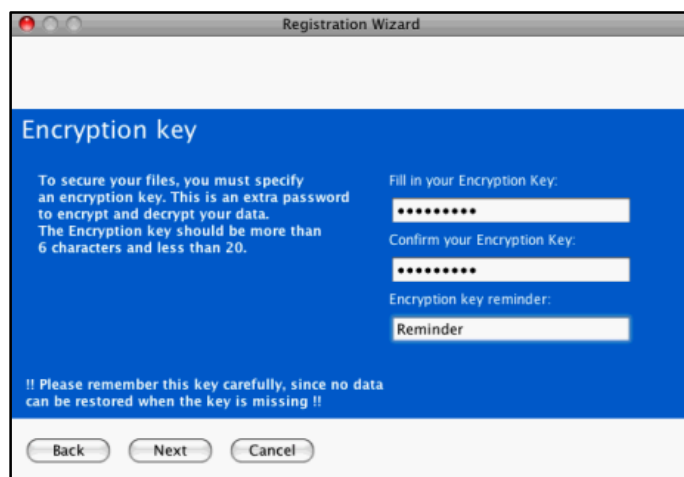 Registration Wizard
Encryption key
To secure your files, you must specify
an encryption key. This is an extra password
to encrypt and decrypt your data.
The Encryption key should be more than
6 characters and less than 20.
Fill in your Encryption Key:
•••••••••
Confirm your Encryption Key:
•••••••••
Encryption key reminder:
Reminder
!! Please remember this key carefully, since no data
can be restored when the key is missing !!
Back Next Cancel